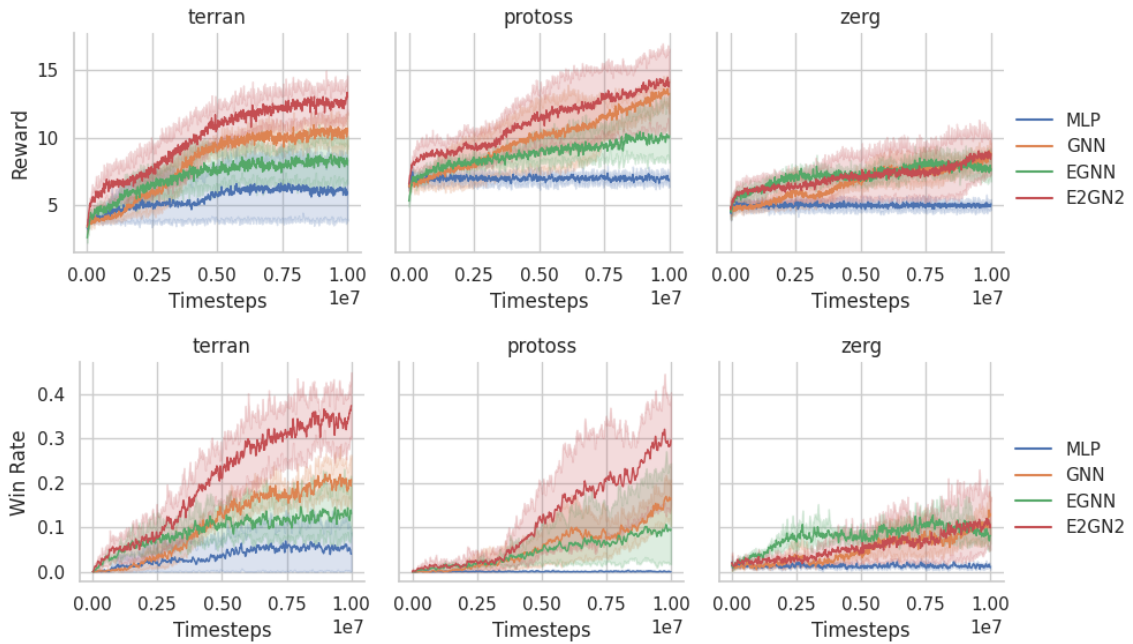 terran protoss zerg
15
10
5
Reward
0.00 0.25 0.50 0.75 1.00 0.00 0.25 0.50 0.75 1.00 0.00 0.25 0.50 0.75 1.00
Timesteps 1e7 Timesteps 1e7 Timesteps 1e7
MLP
GNN
EGNN
E2GN2
terran protoss zerg
0.4
0.3
0.2
0.1
0.0
Win Rate
0.00 0.25 0.50 0.75 1.00 0.00 0.25 0.50 0.75 1.00 0.00 0.25 0.50 0.75 1.00
Timesteps 1e7 Timesteps 1e7 Timesteps 1e7
MLP
GNN
EGNN
E2GN2